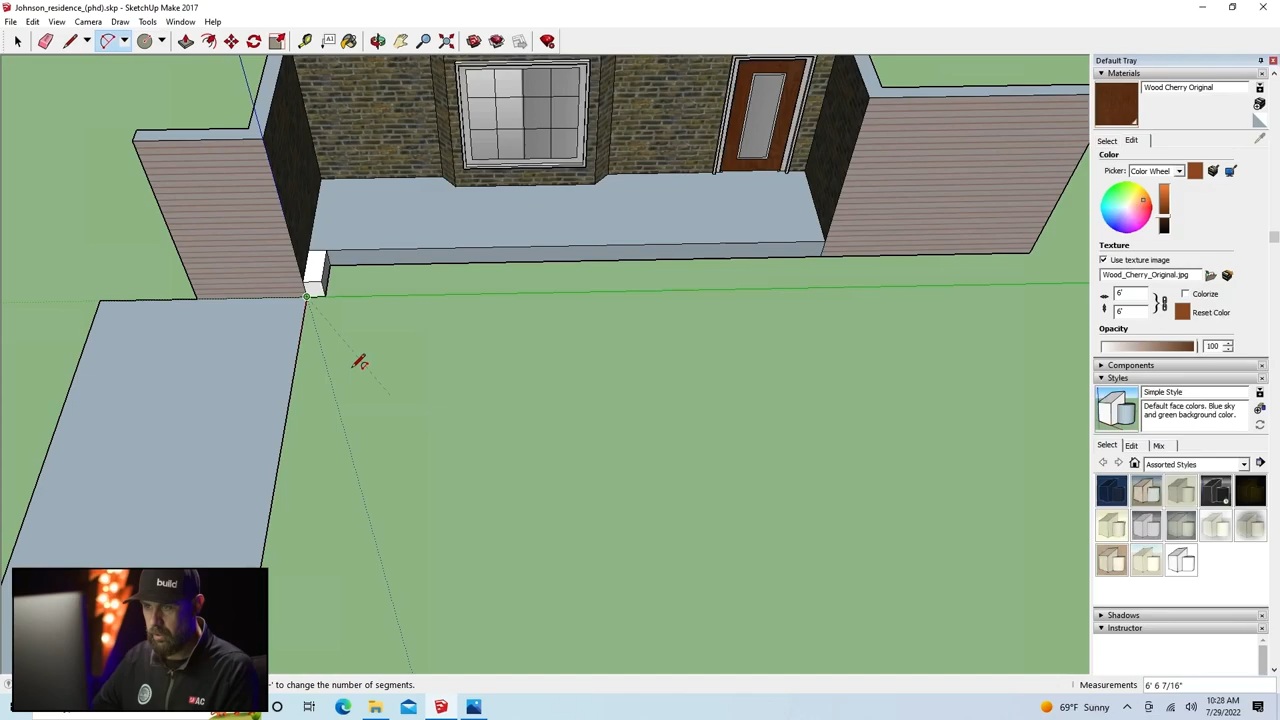 Johnson_residence_(phd).skp - SketchUp Make 2017
File Edit View Camera Draw Tools Window Help
Default Tray
Materials
Wood Cherry Original
Select Edit
Color
Picker: Color Wheel
Texture
Use texture image
Wood_Cherry_Original.jpg
6' Colorize
6' Reset Color
Opacity
100
Components
Styles
Simple Style
Default face colors. Blue sky
and green background color.
Select Edit Mix
Assorted Styles
Shadows
Instructor
build
AC
' to change the number of segments.
Measurements 6' 6 7/16"
69°F Sunny
10:28 AM
7/29/2022